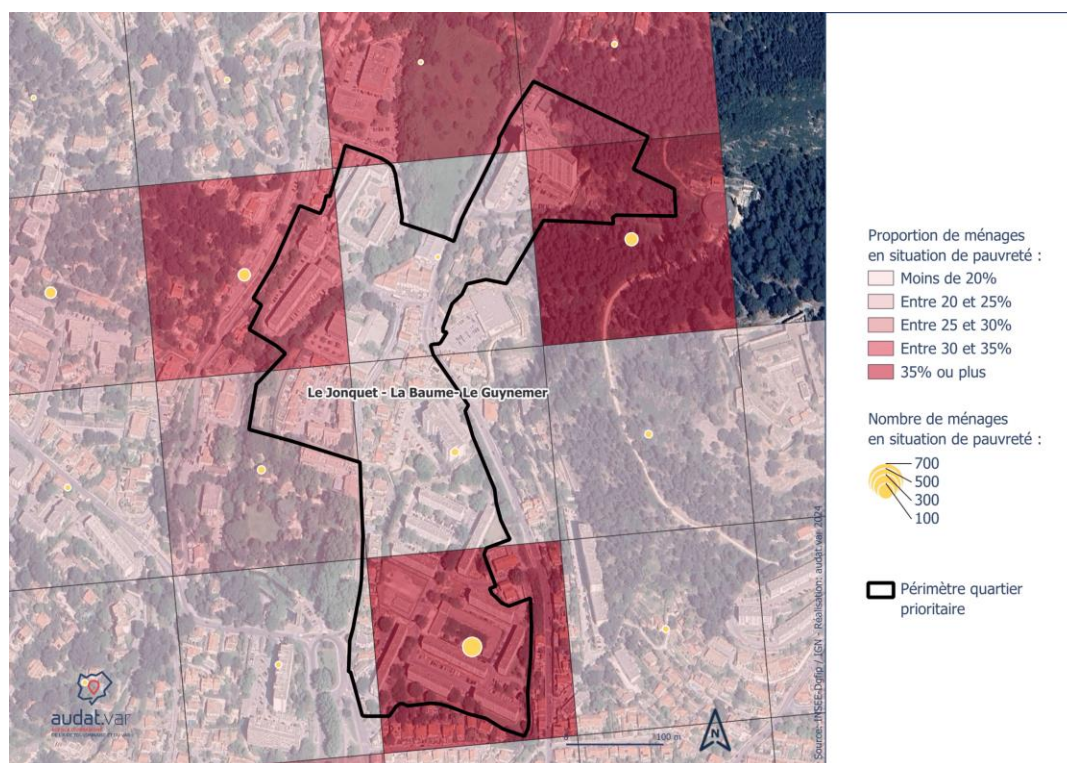 Le Jonquet - La Baume- Le Guynemer
Proportion de ménages
en situation de pauvreté :
Moins de 20%
Entre 20 et 25%
Entre 25 et 30%
Entre 30 et 35%
35% ou plus
Nombre de ménages
en situation de pauvreté :
700
500
300
100
Périmètre quartier
prioritaire
Source: INSEE-Dgfip / IGN - Réalisation: audat.var 2024
audat.var
0 100 m
N